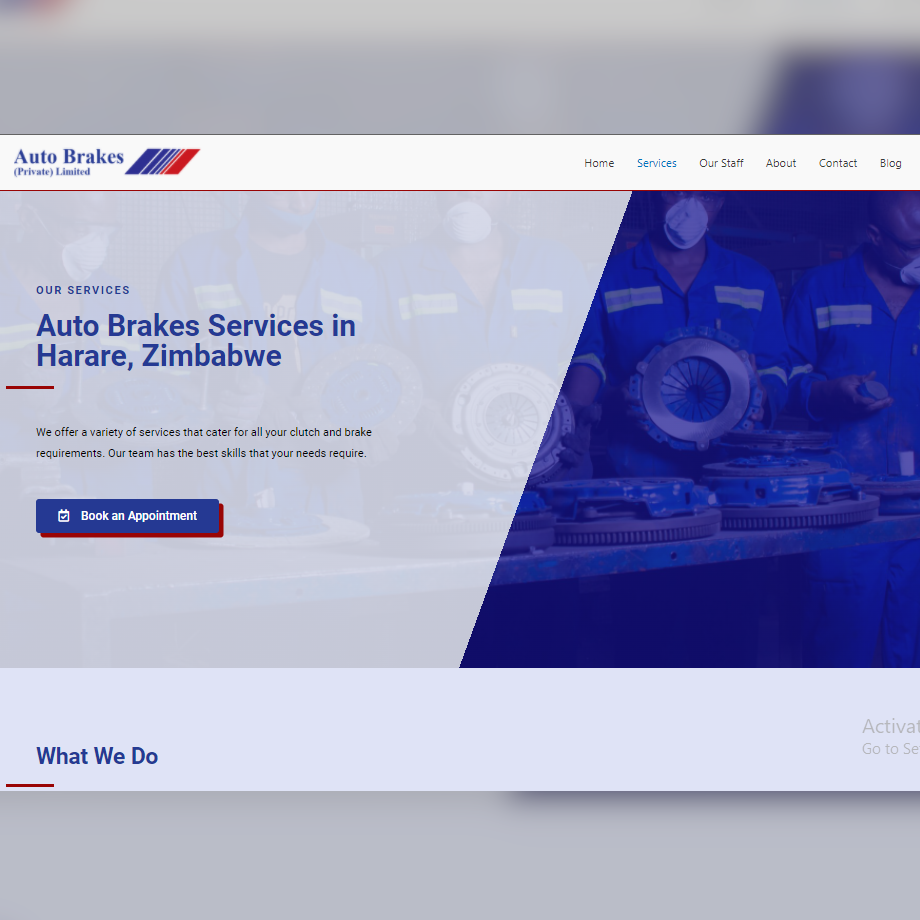 Auto Brakes
(Private) Limited
Home Services Our Staff About Contact Blog
OUR SERVICES
Auto Brakes Services in
Harare, Zimbabwe
We offer a variety of services that cater for all your clutch and brake
requirements. Our team has the best skills that your needs require.
Book an Appointment
What We Do
Go to